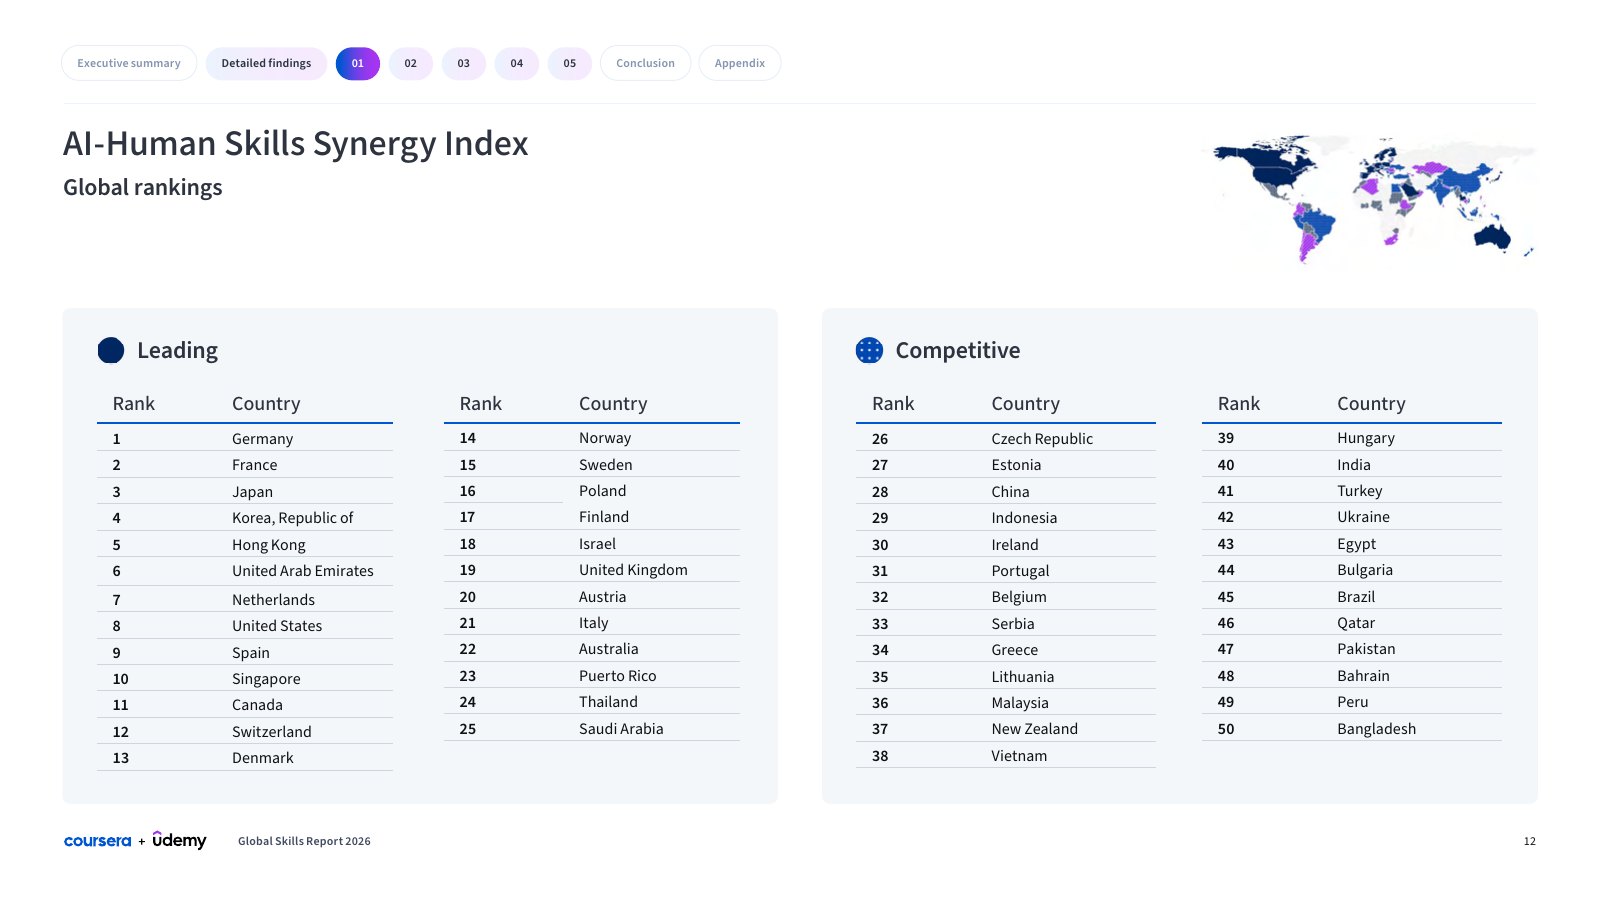 Executive summary Detailed findings 01 02 03 04 05 Conclusion Appendix
AI-Human Skills Synergy Index
Global rankings
Leading
Rank Country
1 Germany
2 France
3 Japan
4 Korea, Republic of
5 Hong Kong
6 United Arab Emirates
7 Netherlands
8 United States
9 Spain
10 Singapore
11 Canada
12 Switzerland
13 Denmark
Rank Country
14 Norway
15 Sweden
16 Poland
17 Finland
18 Israel
19 United Kingdom
20 Austria
21 Italy
22 Australia
23 Puerto Rico
24 Thailand
25 Saudi Arabia
Competitive
Rank Country
26 Czech Republic
27 Estonia
28 China
29 Indonesia
30 Ireland
31 Portugal
32 Belgium
33 Serbia
34 Greece
35 Lithuania
36 Malaysia
37 New Zealand
38 Vietnam
Rank Country
39 Hungary
40 India
41 Turkey
42 Ukraine
43 Egypt
44 Bulgaria
45 Brazil
46 Qatar
47 Pakistan
48 Bahrain
49 Peru
50 Bangladesh
coursera + udemy Global Skills Report 2026 12